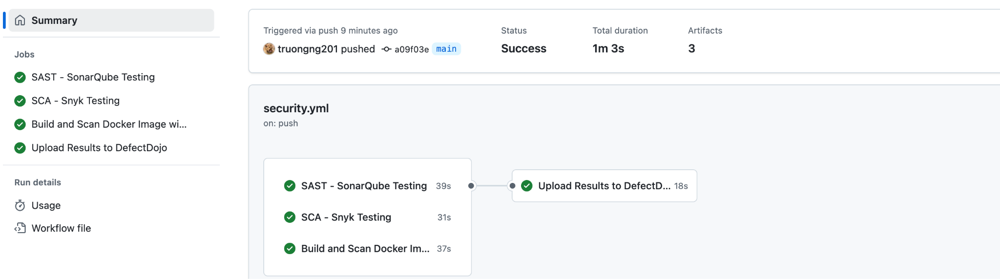 Summary
Jobs
SAST - SonarQube Testing
SCA - Snyk Testing
Build and Scan Docker Image wi...
Upload Results to DefectDojo
Run details
Usage
Workflow file
Triggered via push 9 minutes ago
truongng201 pushed a09f03e main
Status
Success
Total duration
1m 3s
Artifacts
3
security.yml
on: push
SAST - SonarQube Testing 39s
SCA - Snyk Testing 31s
Build and Scan Docker Im... 37s
Upload Results to DefectD... 18s